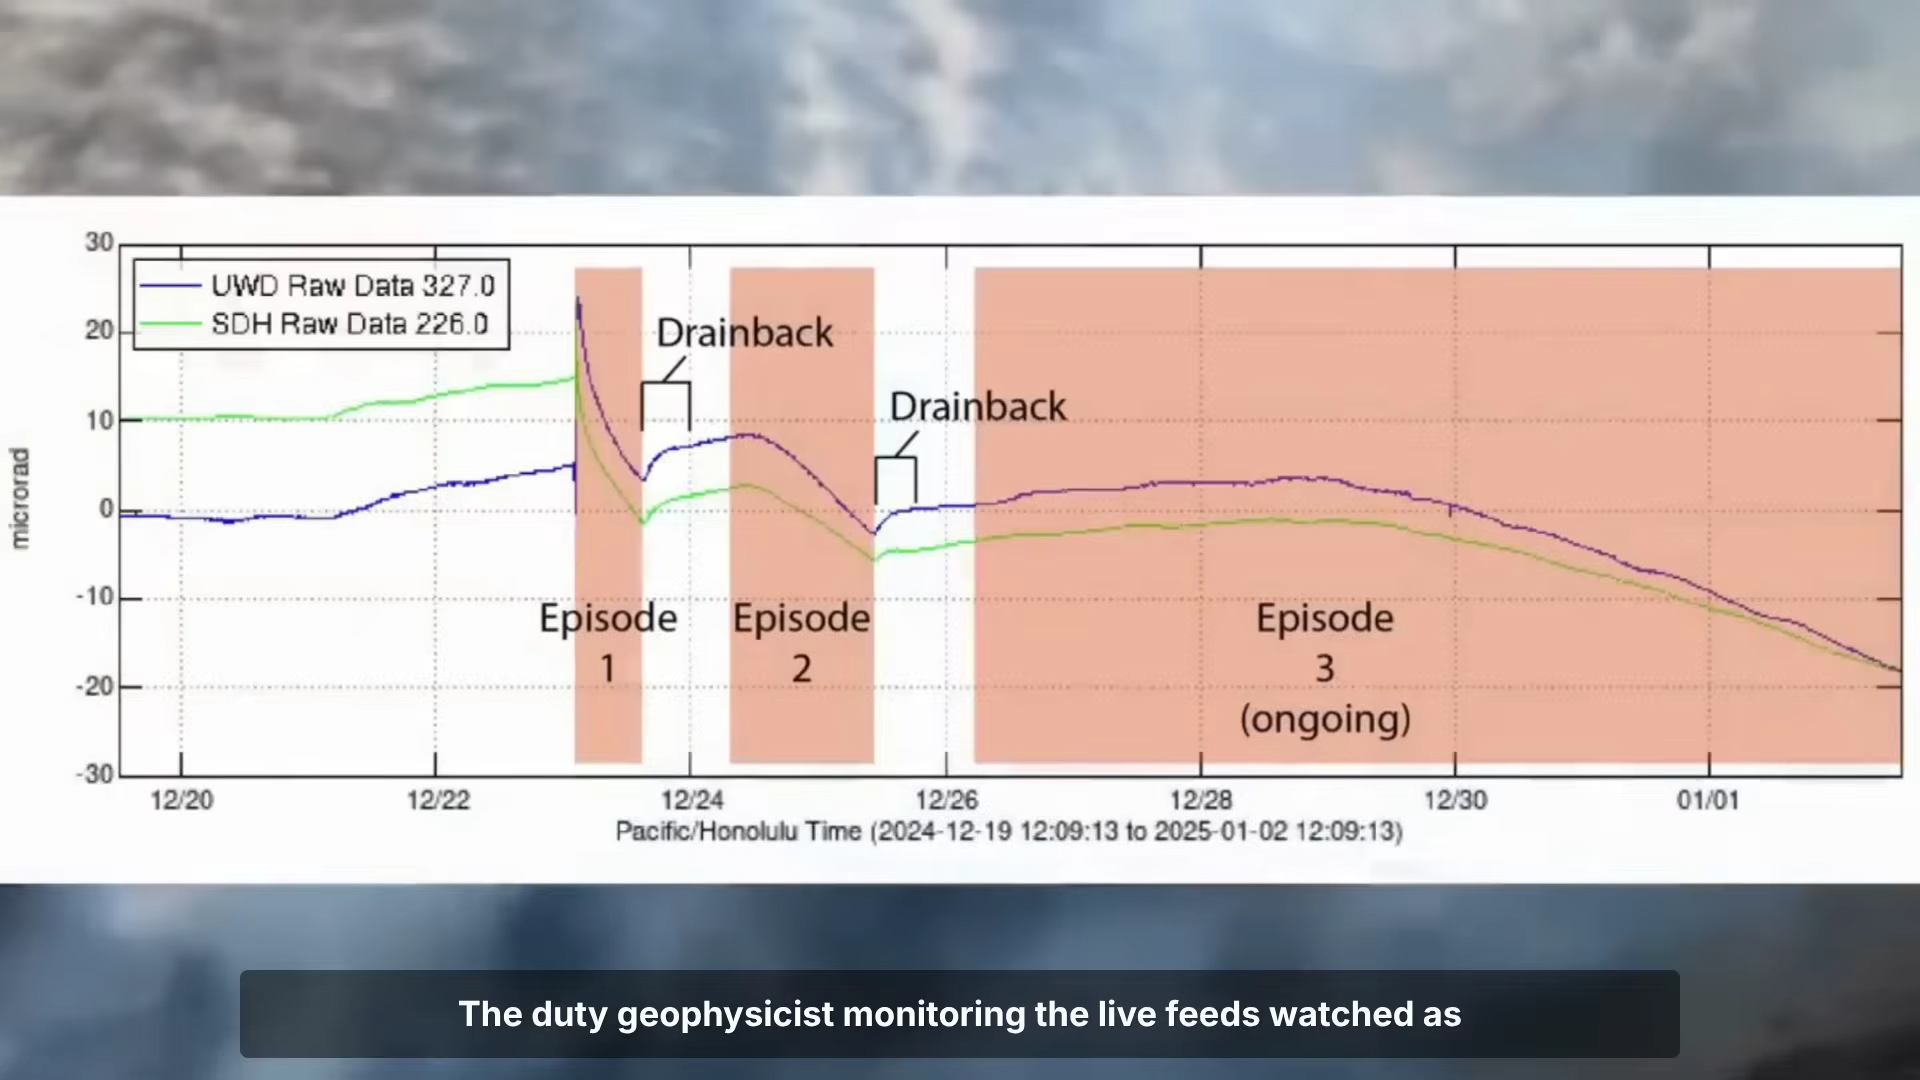 30
UWD Raw Data 327.0
SDH Raw Data 226.0
20
Drainback
10
Drainback
microrad
0
-10
Episode
1
Episode
2
Episode
3
(ongoing)
-20
-30
12/20 12/22 12/24 12/26 12/28 12/30 01/01
Pacific/Honolulu Time (2024-12-19 12:09:13 to 2025-01-02 12:09:13)
The duty geophysicist monitoring the live feeds watched as